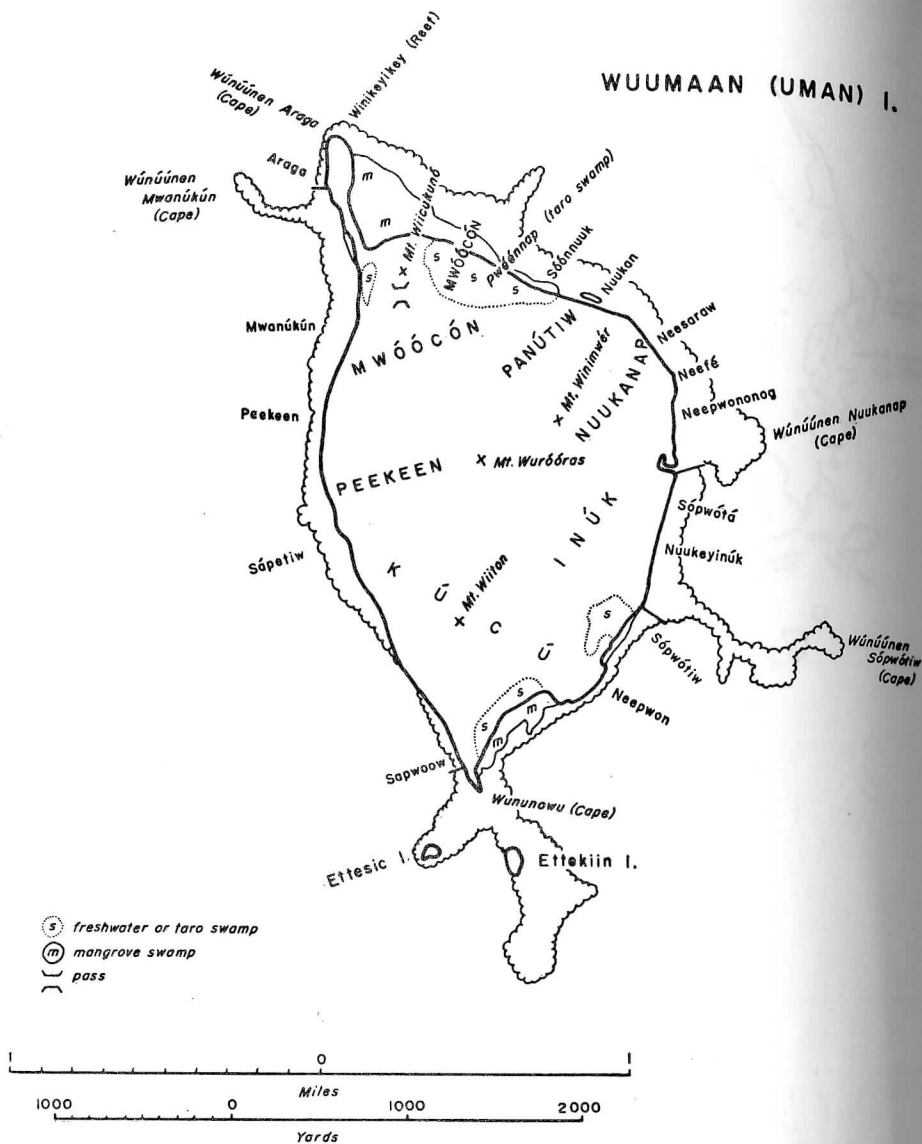 WUUMAAN (UMAN) I.
Winikeyikey (Reef)
Wúnúúnen Araga
(Cape)
Araga
Wúnúúnen
Mwanúkún
(Cape)
m
m
Mt. Wiicukunó
MWÓÓCÓN
Pwéénnap (taro swamp)
Sóónnuuk
Nuukan
s
s
s
s
Mwanúkún
MWÓÓCÓN
PANÚTIW
Mt. Winimwér
NUUKANAP
Neesaraw
Neefé
Neepwononog
Wúnúúnen Nuukanap
(Cape)
Peekeen
PEEKEEN
Mt. Wuróóras
Sópwótá
INÚK
Nuukeyinúk
Sápetiw
KÚCÚ
Mt. Wiiton
s
Sópwótiw
Wúnúúnen
Sópwótiw
(Cape)
Neepwon
s
s
m
m
Sapwoow
Wununowu (Cape)
Ettesic I.
Ettekiin I.
s freshwater or taro swamp
m mangrove swamp
pass
1 0 1
Miles
1000 0 1000 2000
Yards